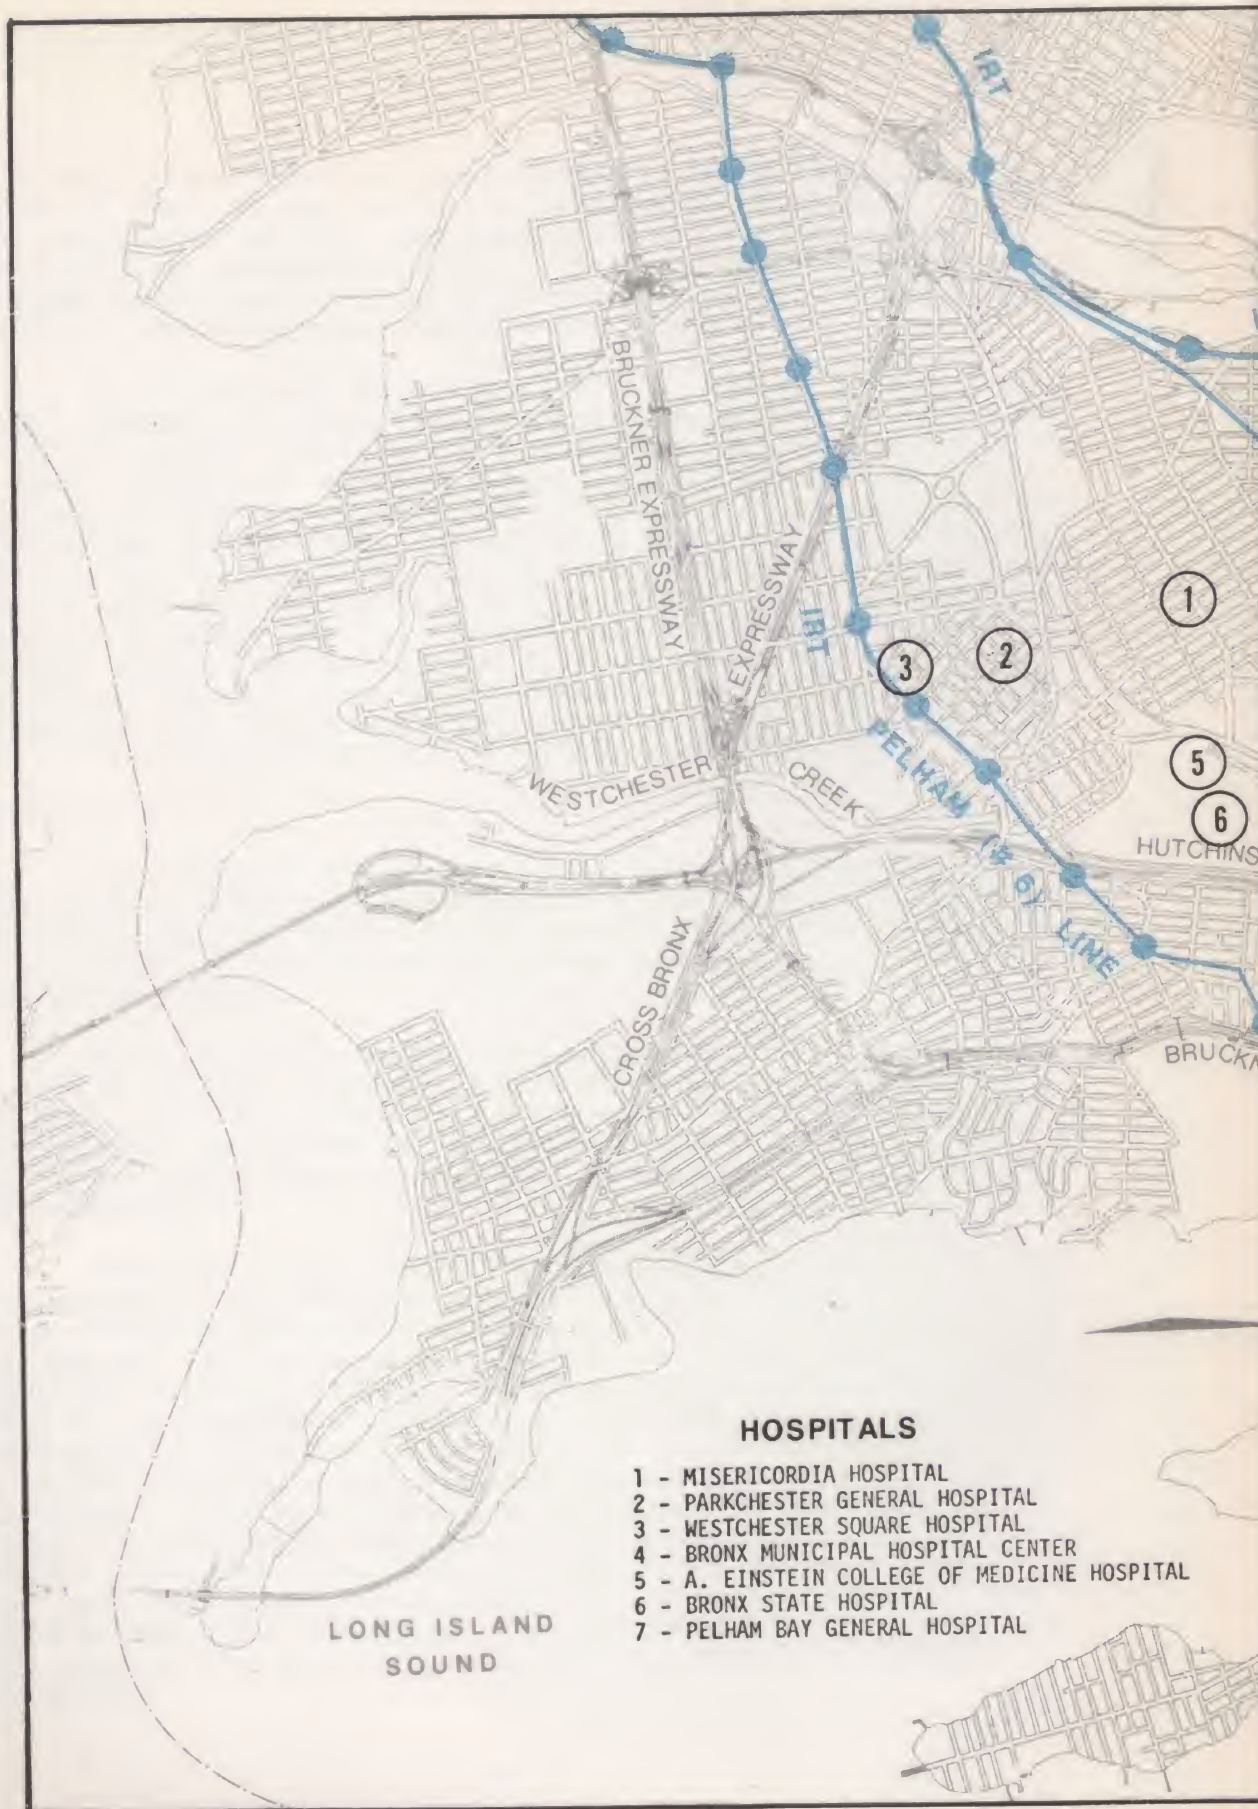 IRT
BRUCKNER EXPRESSWAY
EXPRESSWAY
IRT
1
2
3
PELHAM (# 6) LINE
WESTCHESTER
CREEK
5
6
HUTCHINS
CROSS BRONX
BRUCKN
HOSPITALS
1 - MISERICORDIA HOSPITAL
2 - PARKCHESTER GENERAL HOSPITAL
3 - WESTCHESTER SQUARE HOSPITAL
4 - BRONX MUNICIPAL HOSPITAL CENTER
5 - A. EINSTEIN COLLEGE OF MEDICINE HOSPITAL
6 - BRONX STATE HOSPITAL
7 - PELHAM BAY GENERAL HOSPITAL
LONG ISLAND
SOUND